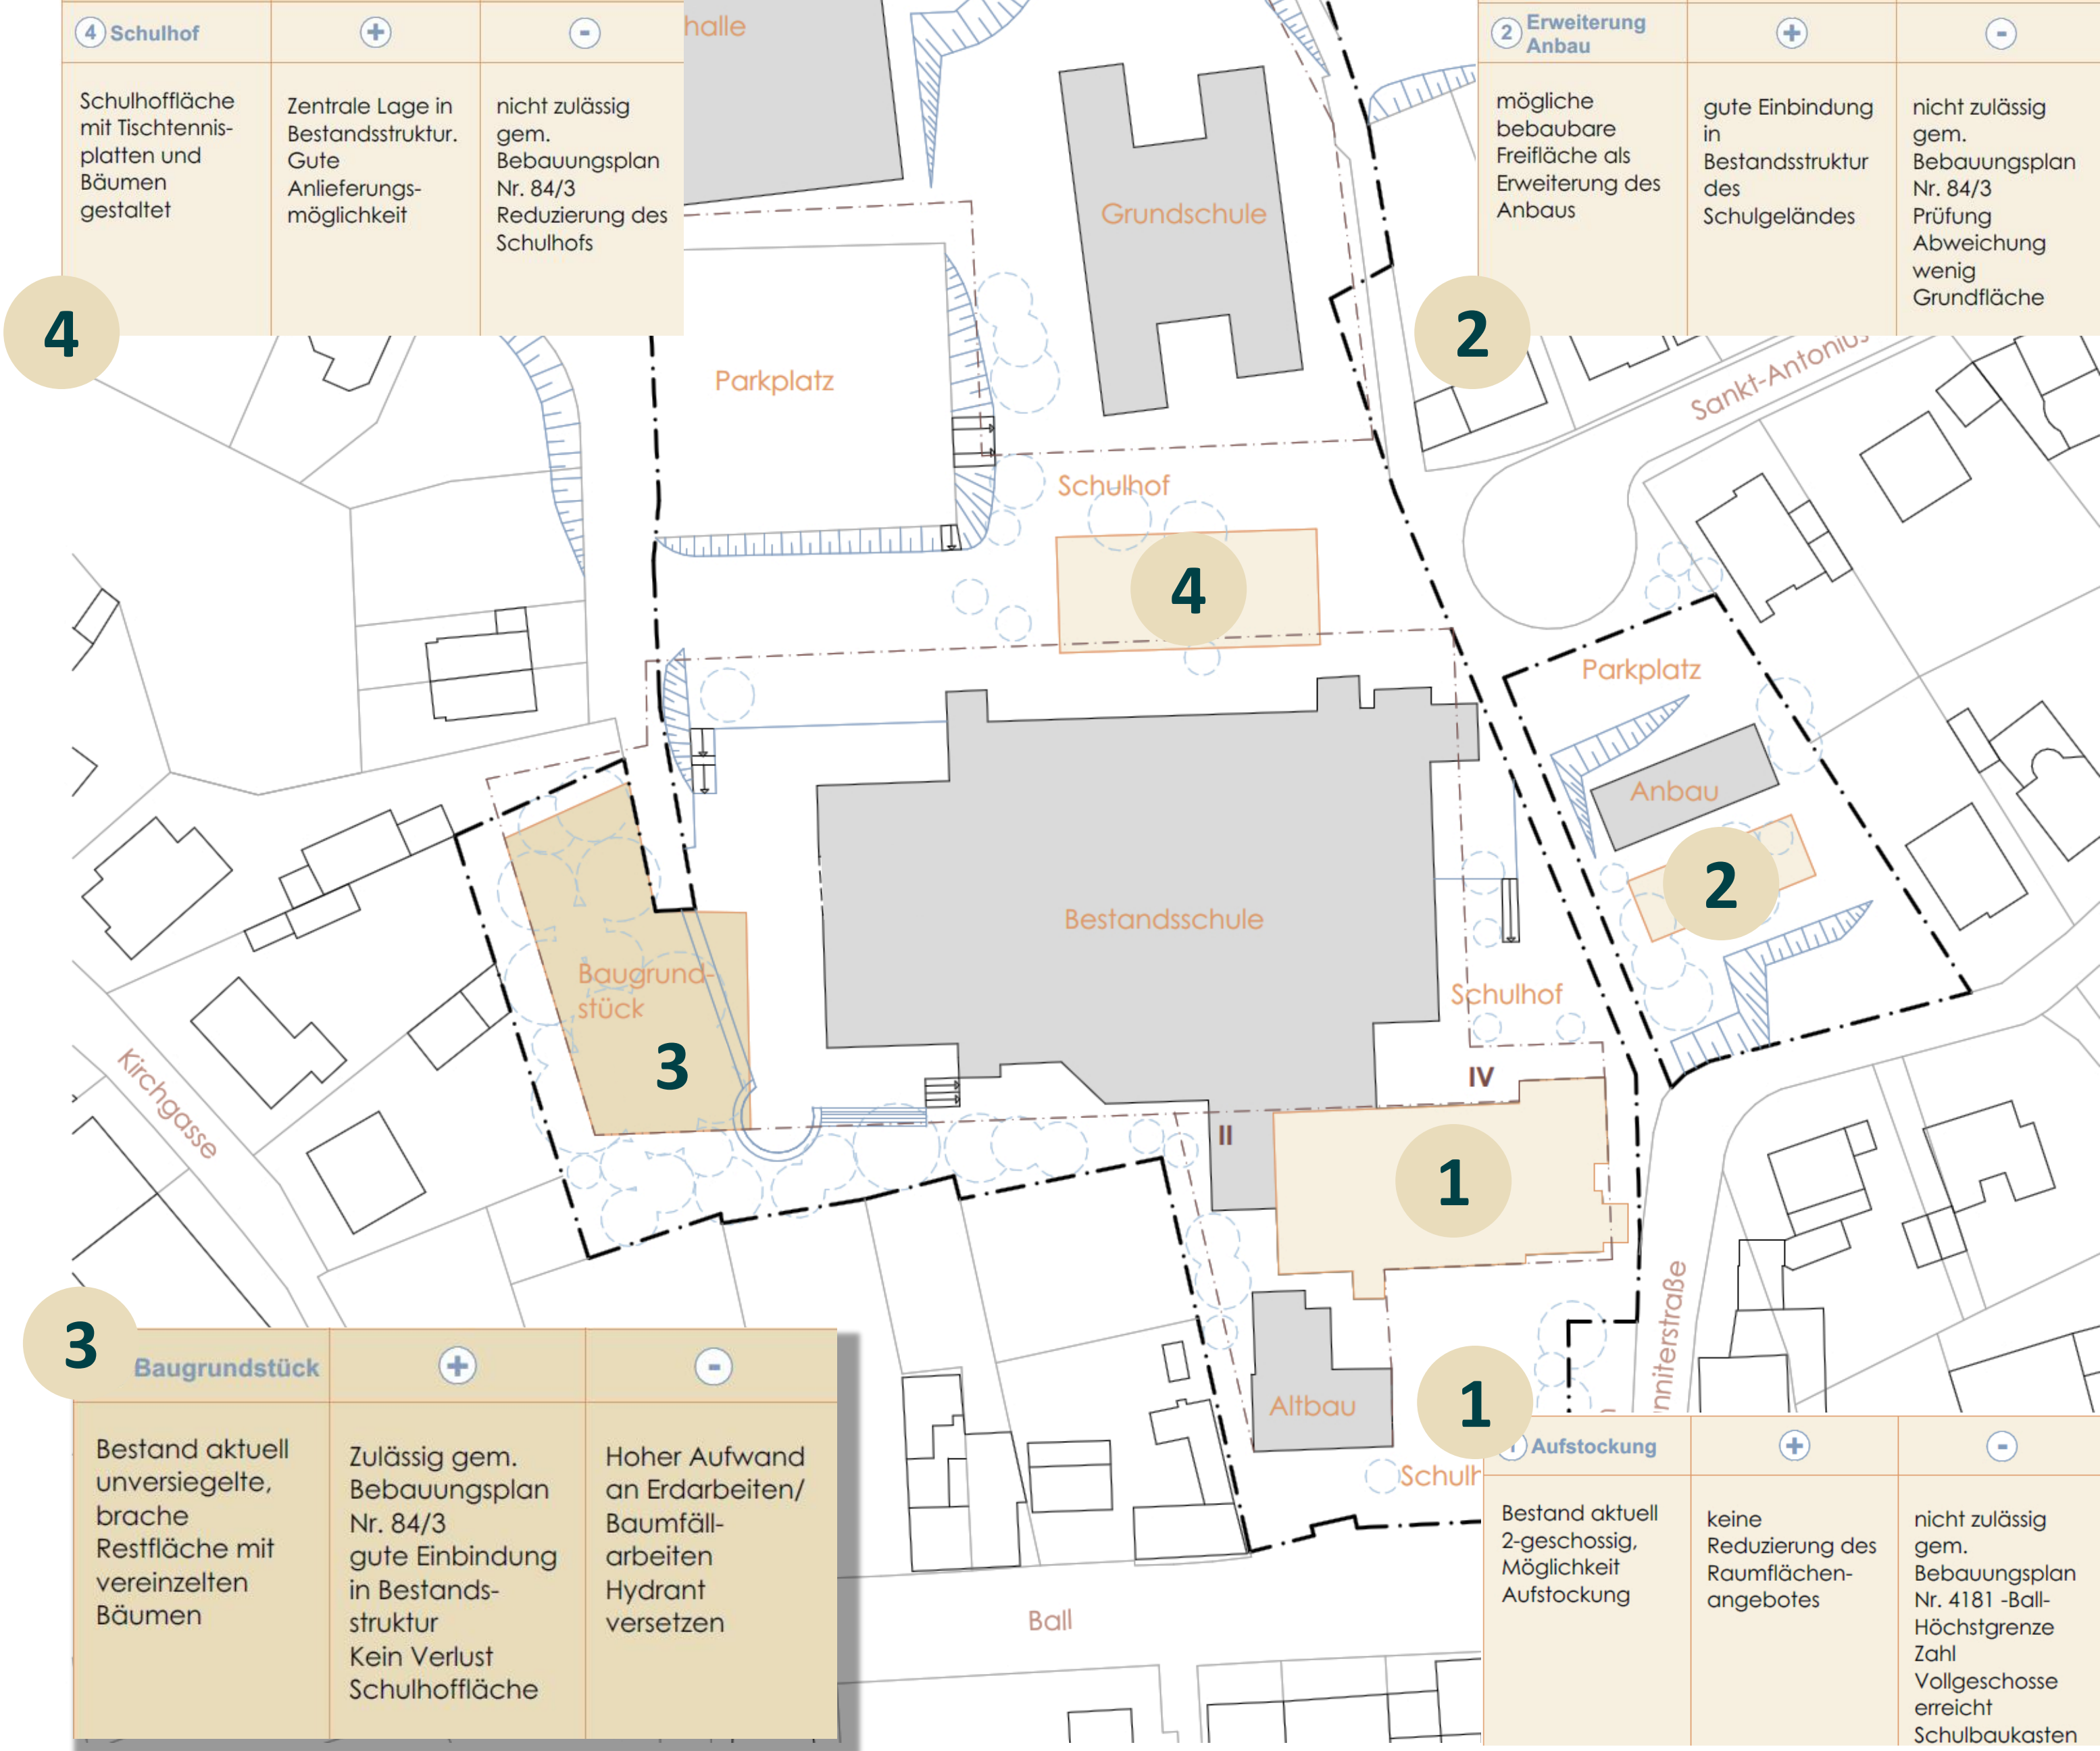 4 Schulhof
+
-
Schulhoffläche
mit Tischtennis-
platten und
Bäumen
gestaltet
Zentrale Lage in
Bestandsstruktur.
Gute
Anlieferungs-
möglichkeit
nicht zulässig
gem.
Bebauungsplan
Nr. 84/3
Reduzierung des
Schulhofs
4
halle
Grundschule
2 Erweiterung
Anbau
+
-
mögliche
bebaubare
Freifläche als
Erweiterung des
Anbaus
gute Einbindung
in
Bestandsstruktur
des
Schulgeländes
nicht zulässig
gem.
Bebauungsplan
Nr. 84/3
Prüfung
Abweichung
wenig
Grundfläche
2
Sankt-Antonius
Parkplatz
Schulhof
4
Parkplatz
Anbau
2
Bestandsschule
Baugrund-
stück
3
Schulhof
IV
II
1
Kirchgasse
nniterstraße
Altbau
Schulh
Ball
3
Baugrundstück
+
-
Bestand aktuell
unversiegelte,
brache
Restfläche mit
vereinzelten
Bäumen
Zulässig gem.
Bebauungsplan
Nr. 84/3
gute Einbindung
in Bestands-
struktur
Kein Verlust
Schulhoffläche
Hoher Aufwand
an Erdarbeiten/
Baumfäll-
arbeiten
Hydrant
versetzen
1
Aufstockung
+
-
Bestand aktuell
2-geschossig,
Möglichkeit
Aufstockung
keine
Reduzierung des
Raumflächen-
angebotes
nicht zulässig
gem.
Bebauungsplan
Nr. 4181 -Ball-
Höchstgrenze
Zahl
Vollgeschosse
erreicht
Schulbaukasten